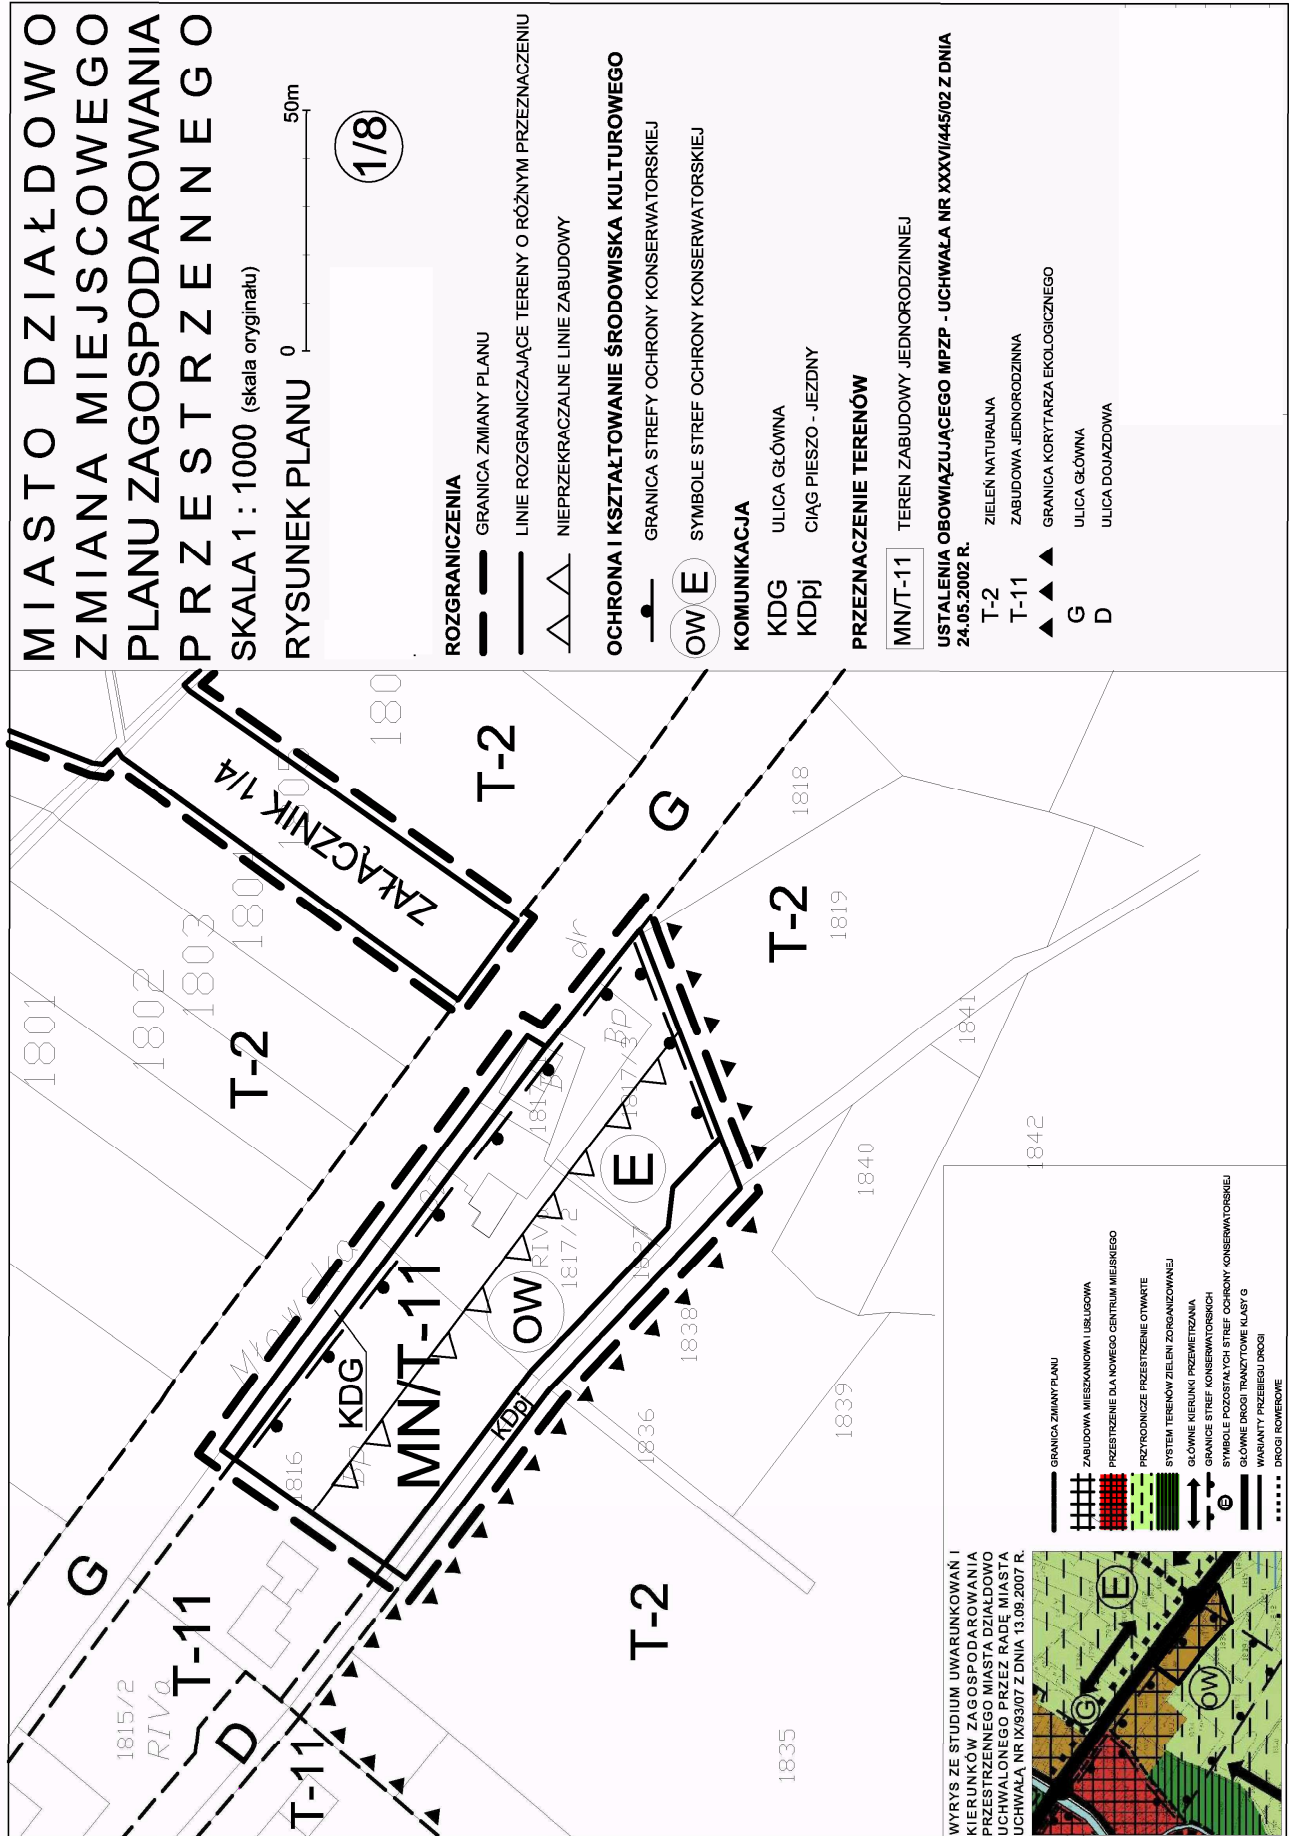 MIASTO DZIAŁDOWO
ZMIANA MIEJSCOWEGO
PLANU ZAGOSPODAROWANIA
PRZESTRZENNEGO
SKALA 1 : 1000 (skala oryginału)
RYSUNEK PLANU
0 50m
1/8
ROZGRANICZENIA
GRANICA ZMIANY PLANU
LINIE ROZGRANICZAJĄCE TERENY O RÓŻNYM PRZEZNACZENIU
NIEPRZEKRACZALNE LINIE ZABUDOWY
OCHRONA I KSZTAŁTOWANIE ŚRODOWISKA KULTUROWEGO
GRANICA STREFY OCHRONY KONSERWATORSKIEJ
OW E SYMBOLE STREF OCHRONY KONSERWATORSKIEJ
KOMUNIKACJA
KDG ULICA GŁÓWNA
KDpj CIĄG PIESZO - JEZDNY
PRZEZNACZENIE TERENÓW
MN/T-11 TEREN ZABUDOWY JEDNORODZINNEJ
USTALENIA OBOWIĄZUJĄCEGO MPZP - UCHWAŁA NR XXXVI/445/02 Z DNIA
24.05.2002 R.
T-2 ZIELEŃ NATURALNA
T-11 ZABUDOWA JEDNORODZINNA
GRANICA KORYTARZA EKOLOGICZNEGO
G ULICA GŁÓWNA
D ULICA DOJAZDOWA
ZAŁĄCZNIK 1/4
1801
1802
1803
180
T-2
T-2
G
G
dr
Bp
1817/3
1817/2
1816
KDG
MN/T-11
OW
E
KDpj
T-2
1818
1819
1841
1840
1842
1838
1836
1839
1835
T-2
T-11
T-11
D
1815/2
RIVa
WYRYS ZE STUDIUM UWARUNKOWAŃ I
KIERUNKÓW ZAGOSPODAROWANIA
PRZESTRZENNEGO MIASTA DZIAŁDOWO
UCHWALONEGO PRZEZ RADĘ MIASTA
UCHWAŁĄ NR IX/93/07 Z DNIA 13.09.2007 R.
GRANICA ZMIANY PLANU
ZABUDOWA MIESZKANIOWA I USŁUGOWA
PRZESTRZENIE DLA NOWEGO CENTRUM MIEJSKIEGO
PRZYRODNICZE PRZESTRZENIE OTWARTE
SYSTEM TERENÓW ZIELENI ZORGANIZOWANEJ
GŁÓWNE KIERUNKI PRZEWIETRZANIA
GRANICE STREF KONSERWATORSKICH
E SYMBOLE POZOSTAŁYCH STREF OCHRONY KONSERWATORSKIEJ
GŁÓWNE DROGI TRANZYTOWE KLASY G
WARIANTY PRZEBIEGU DROGI
DROGI ROWEROWE
E
G
OW